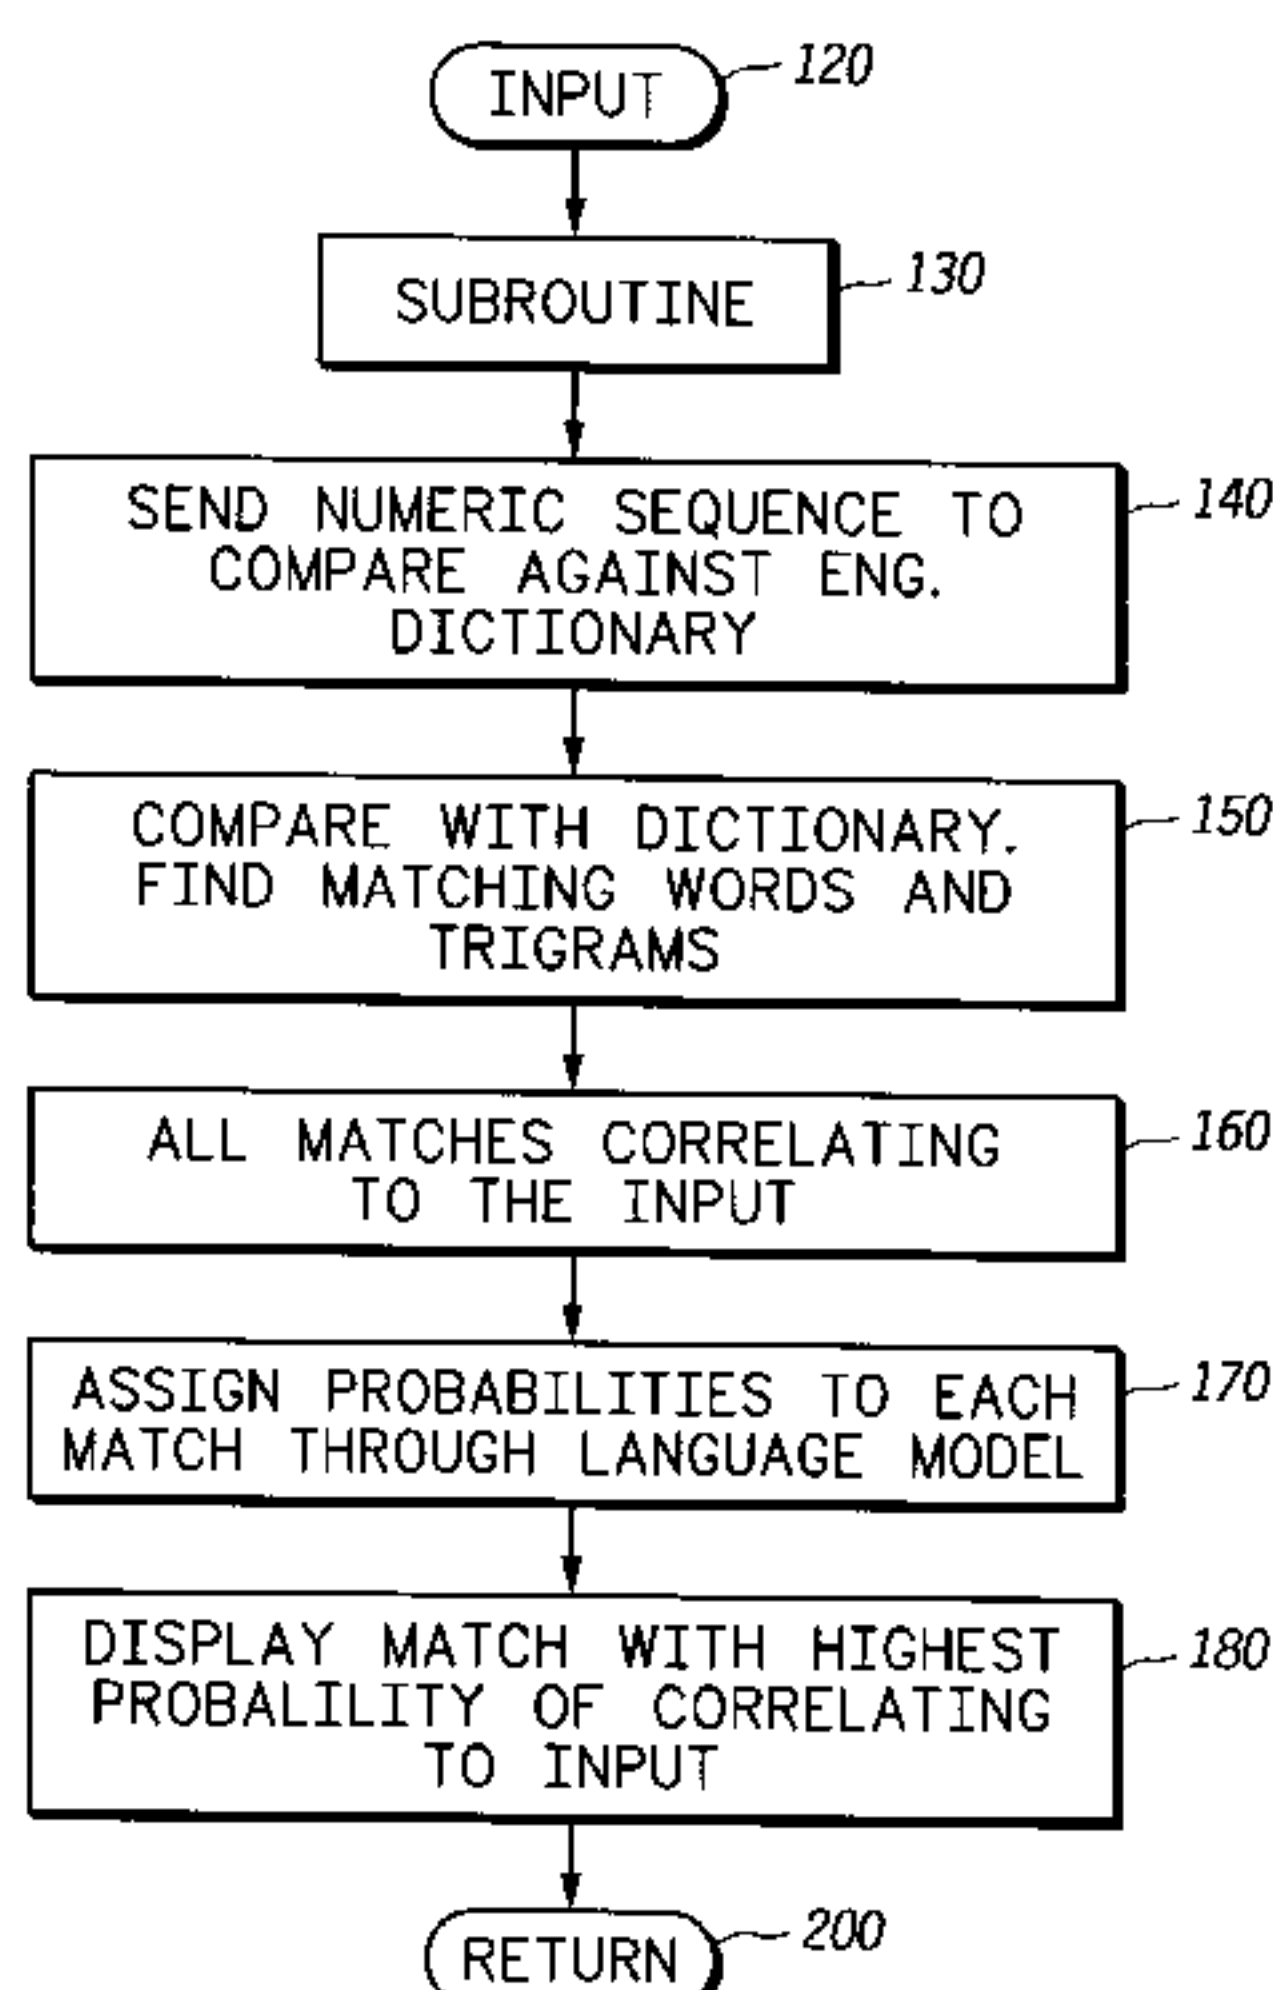 INPUT 120
SUBROUTINE 130
SEND NUMERIC SEQUENCE TO 140
COMPARE AGAINST ENG.
DICTIONARY
COMPARE WITH DICTIONARY. 150
FIND MATCHING WORDS AND
TRIGRAMS
ALL MATCHES CORRELATING 160
TO THE INPUT
ASSIGN PROBABILITIES TO EACH 170
MATCH THROUGH LANGUAGE MODEL
DISPLAY MATCH WITH HIGHEST 180
PROBALILITY OF CORRELATING
TO INPUT
RETURN 200